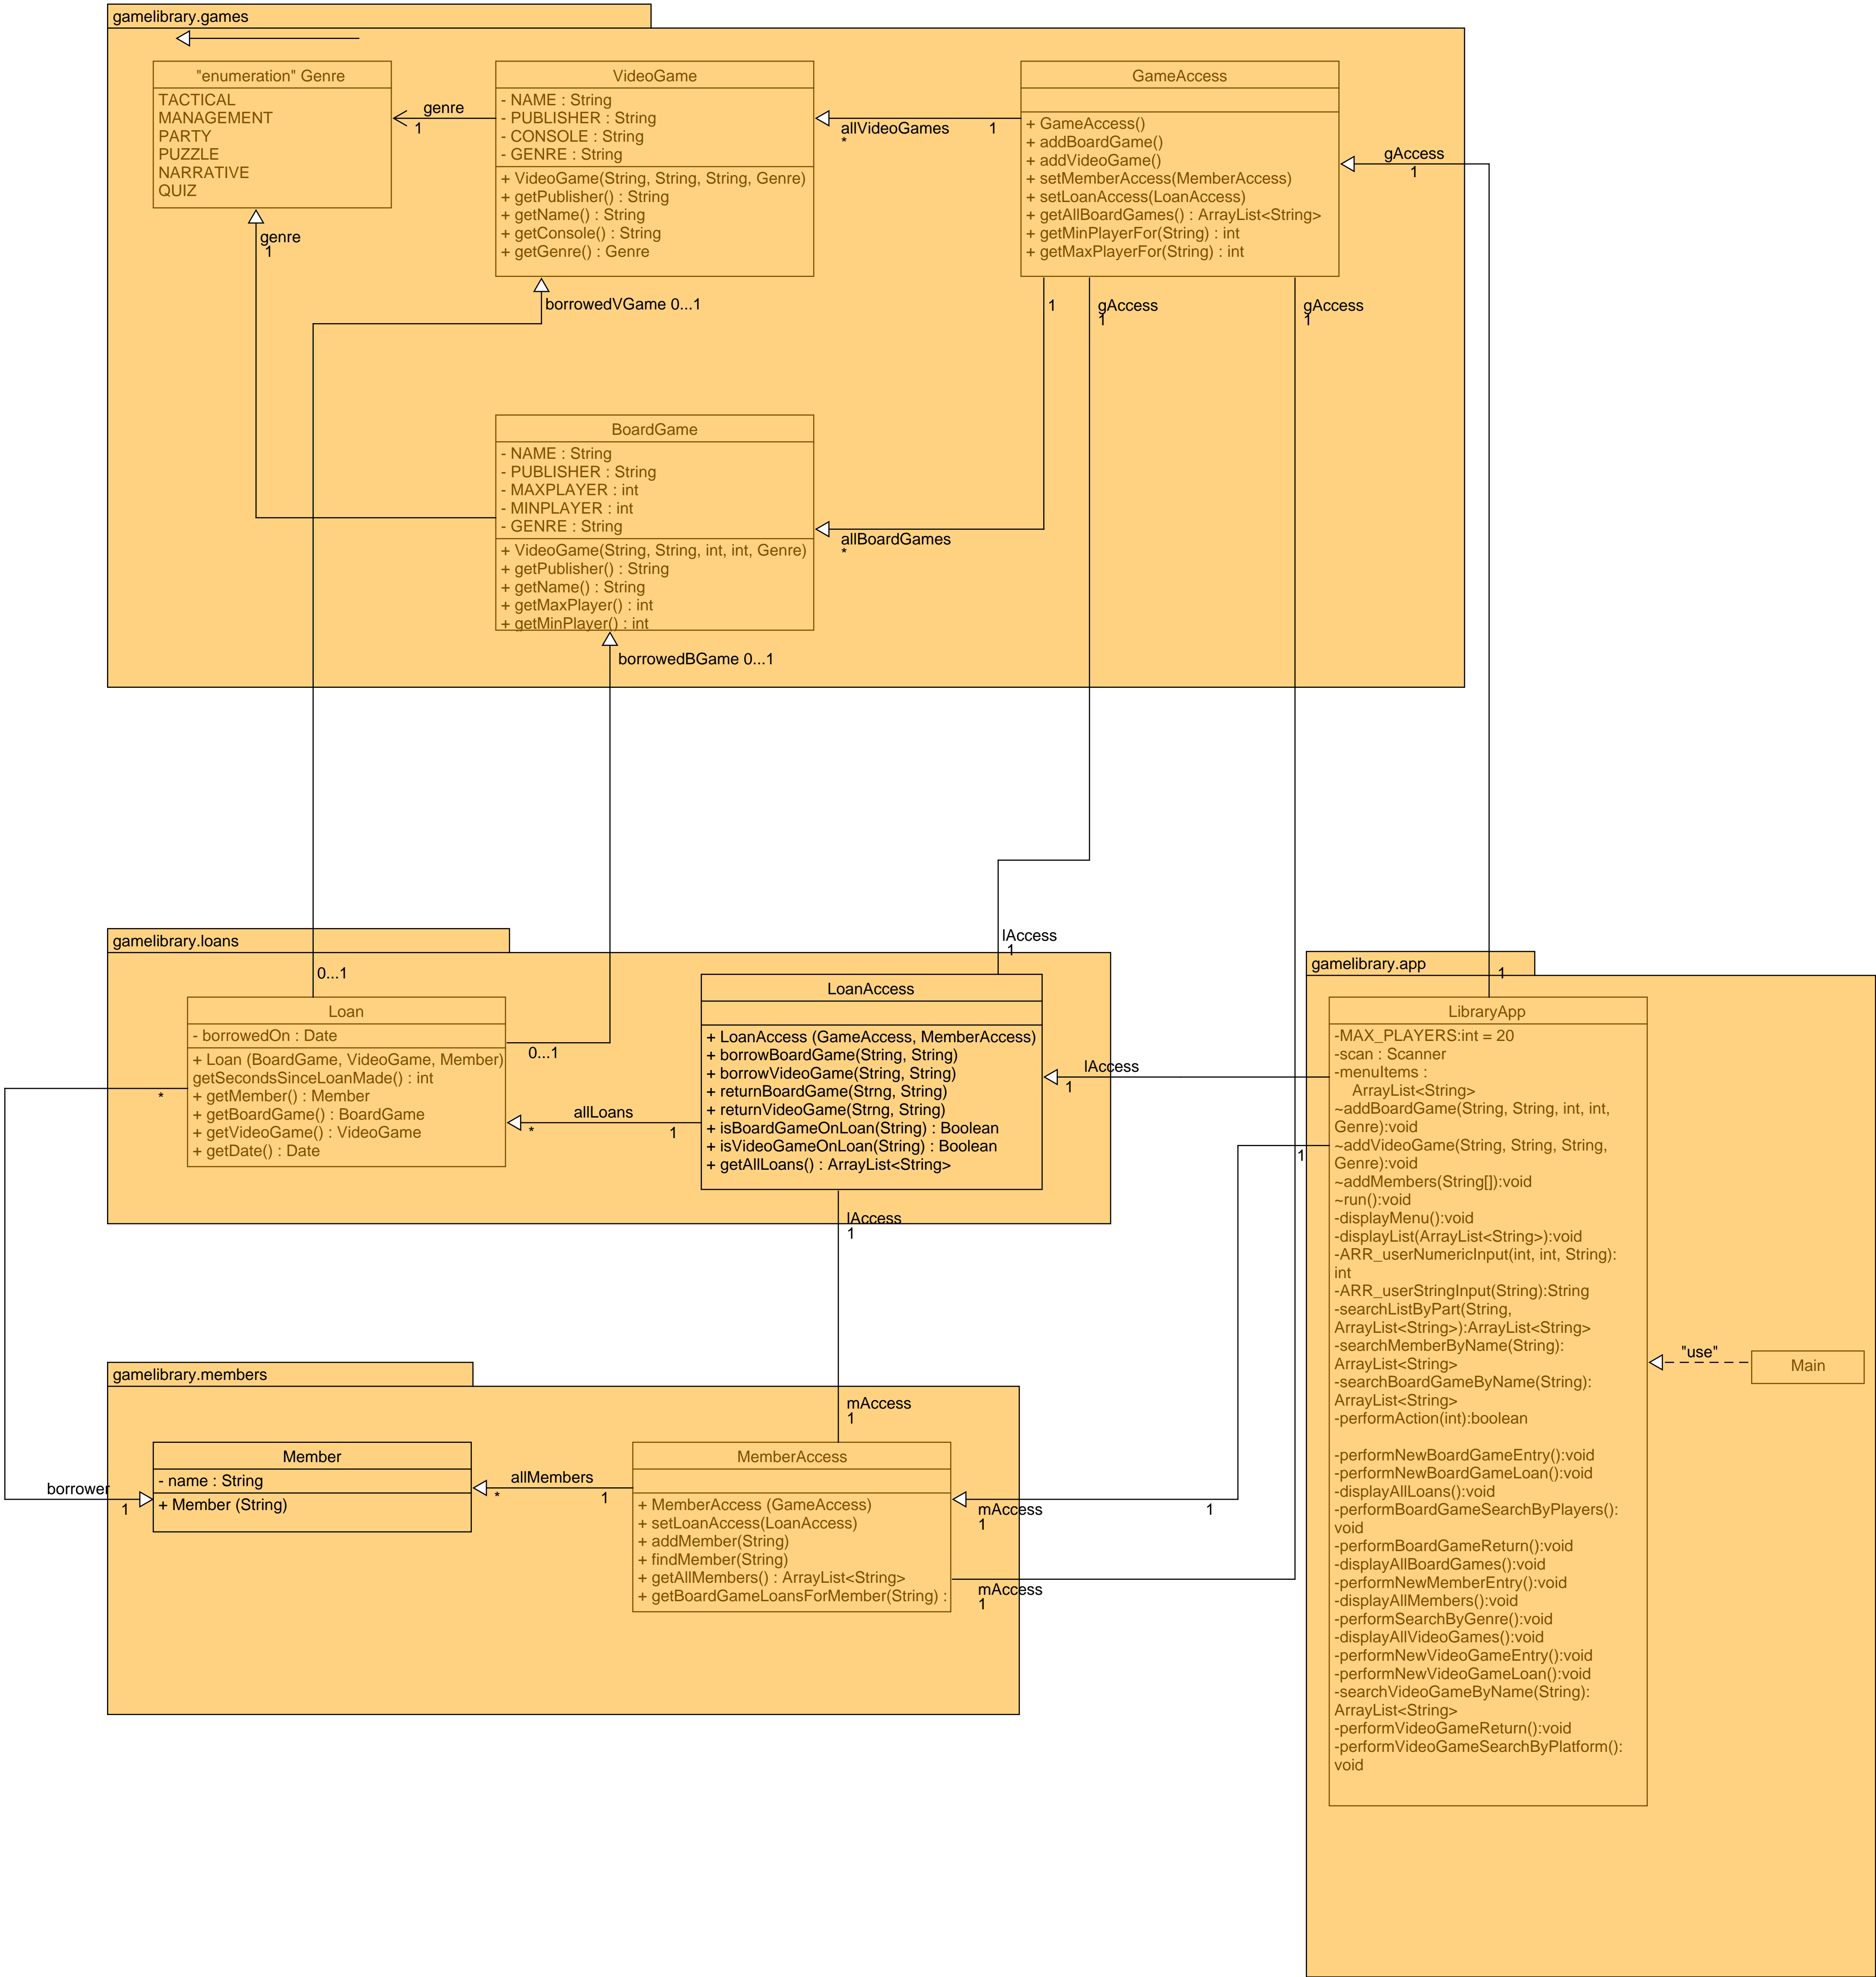 gamelibrary.games
"enumeration" Genre
TACTICAL
MANAGEMENT
PARTY
PUZZLE
NARRATIVE
QUIZ
genre
1
genre
1
VideoGame
- NAME : String
- PUBLISHER : String
- CONSOLE : String
- GENRE : String
+ VideoGame(String, String, String, Genre)
+ getPublisher() : String
+ getName() : String
+ getConsole() : String
+ getGenre() : Genre
borrowedVGame 0...1
allVideoGames
*
1
GameAccess
+ GameAccess()
+ addBoardGame()
+ addVideoGame()
+ setMemberAccess(MemberAccess)
+ setLoanAccess(LoanAccess)
+ getAllBoardGames() : ArrayList<String>
+ getMinPlayerFor(String) : int
+ getMaxPlayerFor(String) : int
gAccess
1
1
gAccess
1
gAccess
1
BoardGame
- NAME : String
- PUBLISHER : String
- MAXPLAYER : int
- MINPLAYER : int
- GENRE : String
+ VideoGame(String, String, int, int, Genre)
+ getPublisher() : String
+ getName() : String
+ getMaxPlayer() : int
+ getMinPlayer() : int
allBoardGames
*
borrowedBGame 0...1
gamelibrary.loans
0...1
Loan
- borrowedOn : Date
+ Loan (BoardGame, VideoGame, Member)
getSecondsSinceLoanMade() : int
+ getMember() : Member
+ getBoardGame() : BoardGame
+ getVideoGame() : VideoGame
+ getDate() : Date
*
0...1
allLoans
*
1
lAccess
1
LoanAccess
+ LoanAccess (GameAccess, MemberAccess)
+ borrowBoardGame(String, String)
+ borrowVideoGame(String, String)
+ returnBoardGame(Strng, String)
+ returnVideoGame(Strng, String)
+ isBoardGameOnLoan(String) : Boolean
+ isVideoGameOnLoan(String) : Boolean
+ getAllLoans() : ArrayList<String>
lAccess
1
lAccess
1
gamelibrary.app
1
1
LibraryApp
-MAX_PLAYERS:int = 20
-scan : Scanner
-menuItems :
ArrayList<String>
~addBoardGame(String, String, int, int,
Genre):void
~addVideoGame(String, String, String,
Genre):void
~addMembers(String[]):void
~run():void
-displayMenu():void
-displayList(ArrayList<String>):void
-ARR_userNumericInput(int, int, String):
int
-ARR_userStringInput(String):String
-searchListByPart(String,
ArrayList<String>):ArrayList<String>
-searchMemberByName(String):
ArrayList<String>
-searchBoardGameByName(String):
ArrayList<String>
-performAction(int):boolean
-performNewBoardGameEntry():void
-performNewBoardGameLoan():void
-displayAllLoans():void
-performBoardGameSearchByPlayers():
void
-performBoardGameReturn():void
-displayAllBoardGames():void
-performNewMemberEntry():void
-displayAllMembers():void
-performSearchByGenre():void
-displayAllVideoGames():void
-performNewVideoGameEntry():void
-performNewVideoGameLoan():void
-searchVideoGameByName(String):
ArrayList<String>
-performVideoGameReturn():void
-performVideoGameSearchByPlatform():
void
"use"
Main
gamelibrary.members
mAccess
1
borrower
1
Member
- name : String
+ Member (String)
allMembers
*
1
MemberAccess
+ MemberAccess (GameAccess)
+ setLoanAccess(LoanAccess)
+ addMember(String)
+ findMember(String)
+ getAllMembers() : ArrayList<String>
+ getBoardGameLoansForMember(String) :
mAccess
1
1
mAccess
1